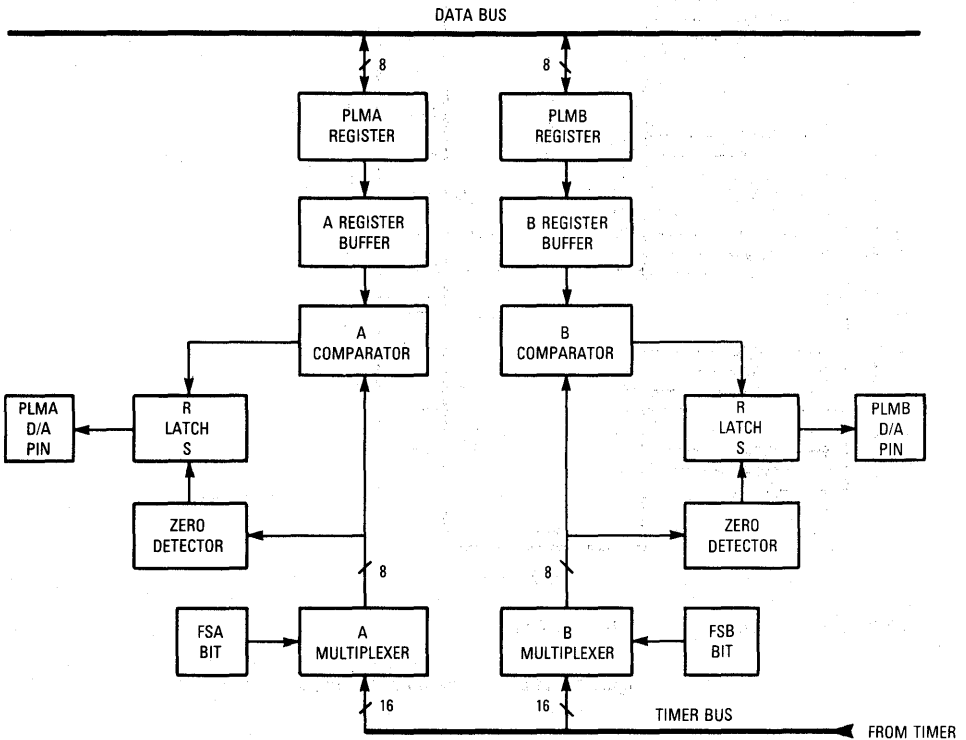 DATA BUS
8
8
PLMA
REGISTER
PLMB
REGISTER
A REGISTER
BUFFER
B REGISTER
BUFFER
A
COMPARATOR
B
COMPARATOR
PLMA
D/A
PIN
R
LATCH
S
R
LATCH
S
PLMB
D/A
PIN
ZERO
DETECTOR
ZERO
DETECTOR
8
8
FSA
BIT
A
MULTIPLEXER
B
MULTIPLEXER
FSB
BIT
16
16
TIMER BUS
FROM TIMER